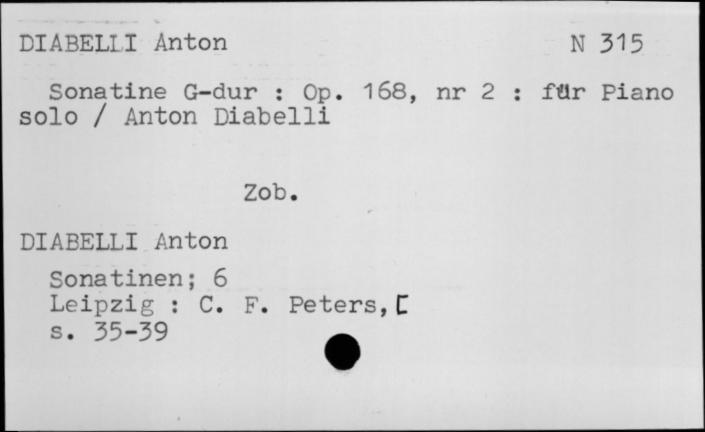 DIABELLI Anton N 315
Sonatine G-dur : Op. 168, nr 2 : für Piano
solo / Anton Diabelli
Zob.
DIABELLI Anton
Sonatinen; 6
Leipzig : C. F. Peters, [
s. 35-39